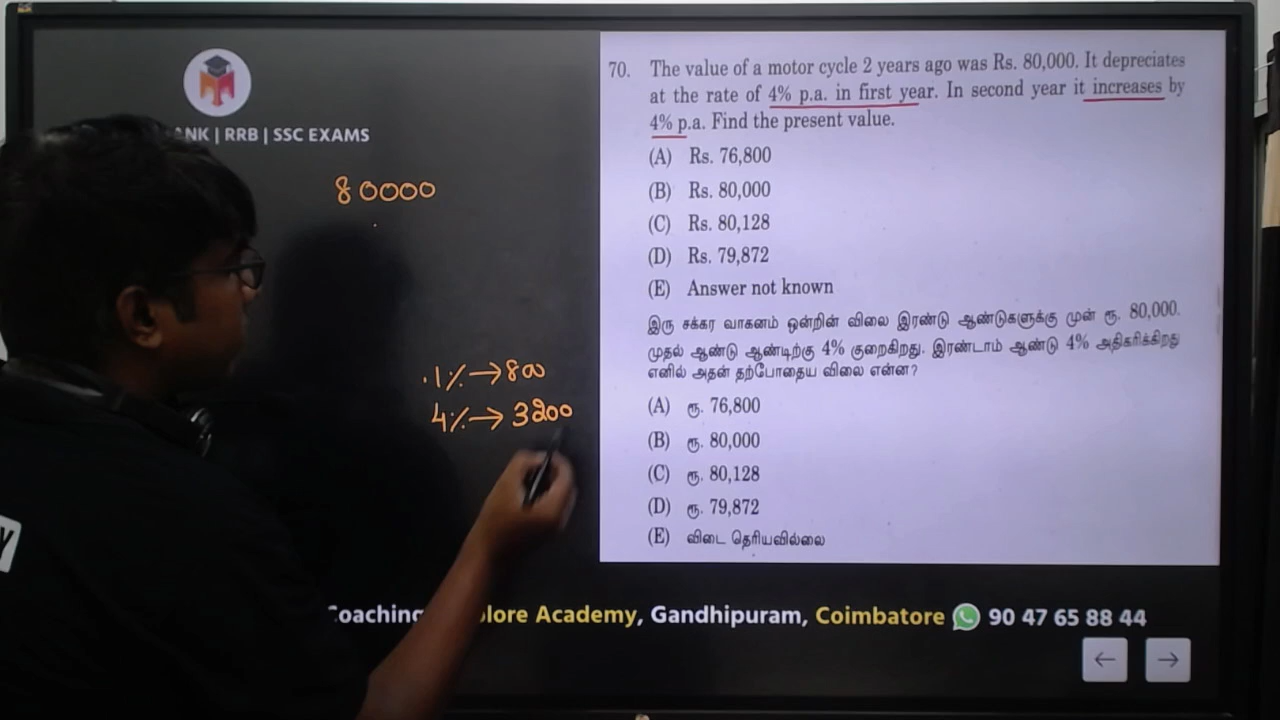 ANK | RRB | SSC EXAMS
80000
1% → 800
4% → 3200
70. The value of a motor cycle 2 years ago was Rs. 80,000. It depreciates
at the rate of 4% p.a. in first year. In second year it increases by
4% p.a. Find the present value.
(A) Rs. 76,800
(B) Rs. 80,000
(C) Rs. 80,128
(D) Rs. 79,872
(E) Answer not known
இரு சக்கர வாகனம் ஒன்றின் விலை இரண்டு ஆண்டுகளுக்கு முன் ரூ. 80,000.
முதல் ஆண்டு ஆண்டிற்கு 4% குறைகிறது. இரண்டாம் ஆண்டு 4% அதிகரிக்கிறது
எனில் அதன் தற்போதைய விலை என்ன?
(A) ரூ. 76,800
(B) ரூ. 80,000
(C) ரூ. 80,128
(D) ரூ. 79,872
(E) விடை தெரியவில்லை
oaching lore Academy, Gandhipuram, Coimbatore 90 47 65 88 44